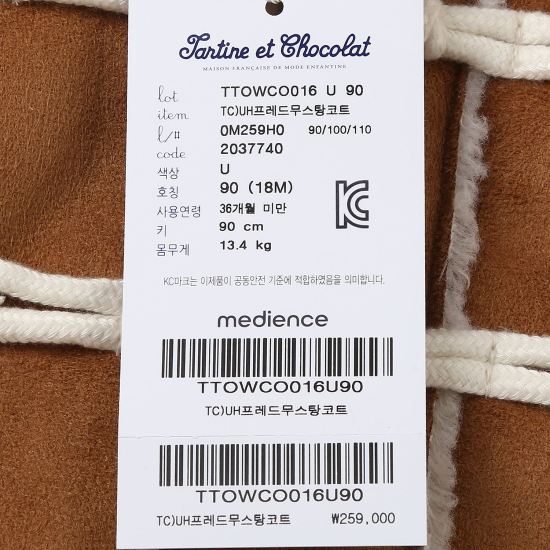 Tartine et Chocolat
MAISON FRANÇAISE DE MODE ENFANTINE
lot TTOWCO016 U 90
item TC)UH프레드무스탕코트
l/# 0M259H0 90/100/110
code 2037740
색상 U
호칭 90 (18M)
사용연령 36개월 미만
키 90 cm
몸무게 13.4 kg
KC마크는 이제품이 공통안전 기준에 적합하였음을 의미합니다.
medience
TTOWCO016U90
TC)UH프레드무스탕코트
TTOWCO016U90
TC)UH프레드무스탕코트 ₩259,000